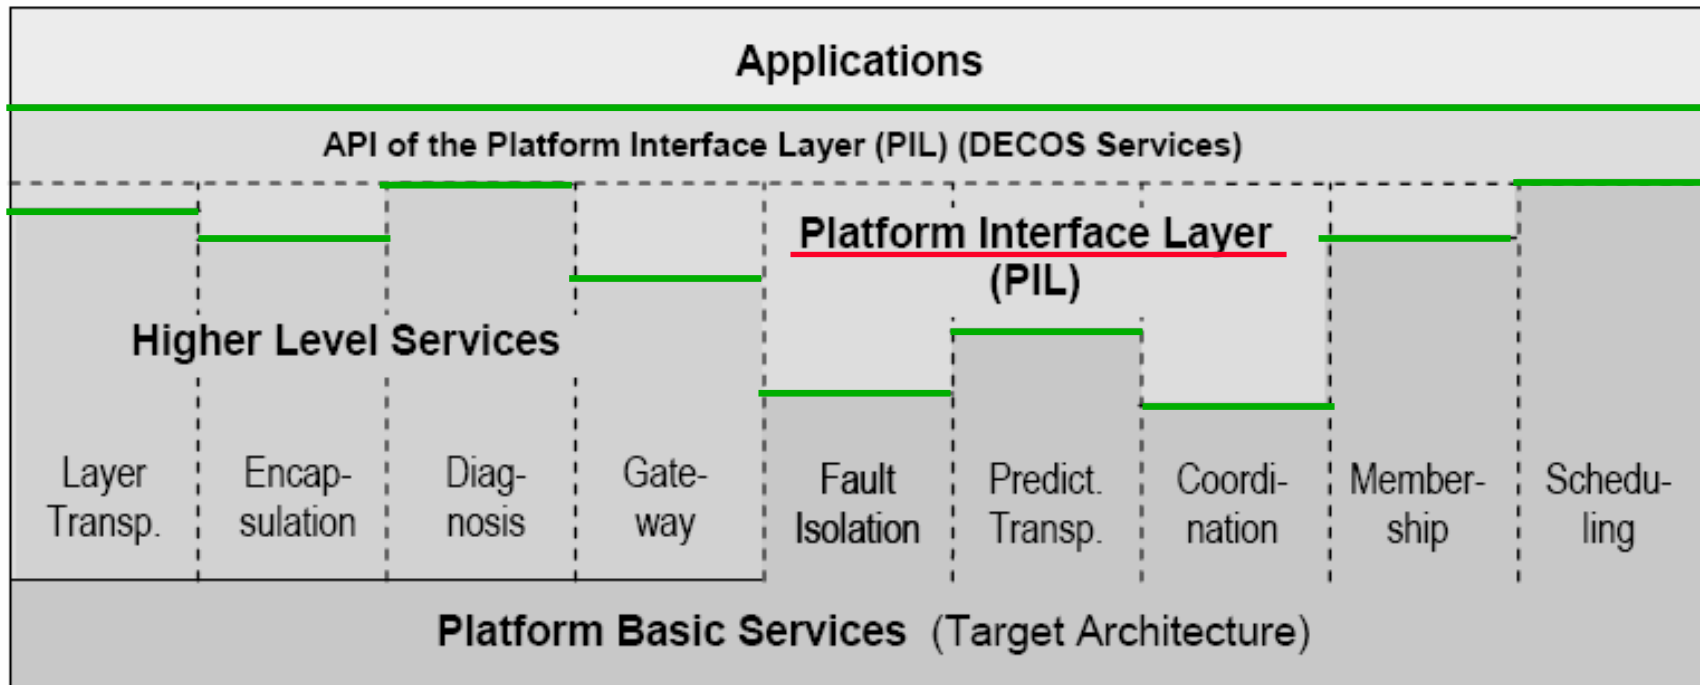 Applications
API of the Platform Interface Layer (PIL) (DECOS Services)
Platform Interface Layer
(PIL)
Higher Level Services
Layer
Transp.
Encap-
sulation
Diag-
nosis
Gate-
way
Fault
Isolation
Predict.
Transp.
Coordi-
nation
Member-
ship
Schedu-
ling
Platform Basic Services (Target Architecture)